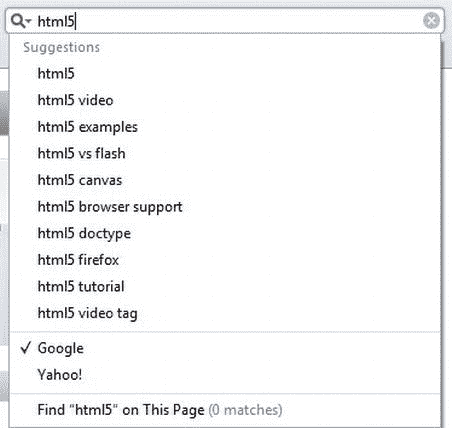 html5
Suggestions
html5
html5 video
html5 examples
html5 vs flash
html5 canvas
html5 browser support
html5 doctype
html5 firefox
html5 tutorial
html5 video tag
✓ Google
Yahoo!
Find "html5" on This Page (0 matches)